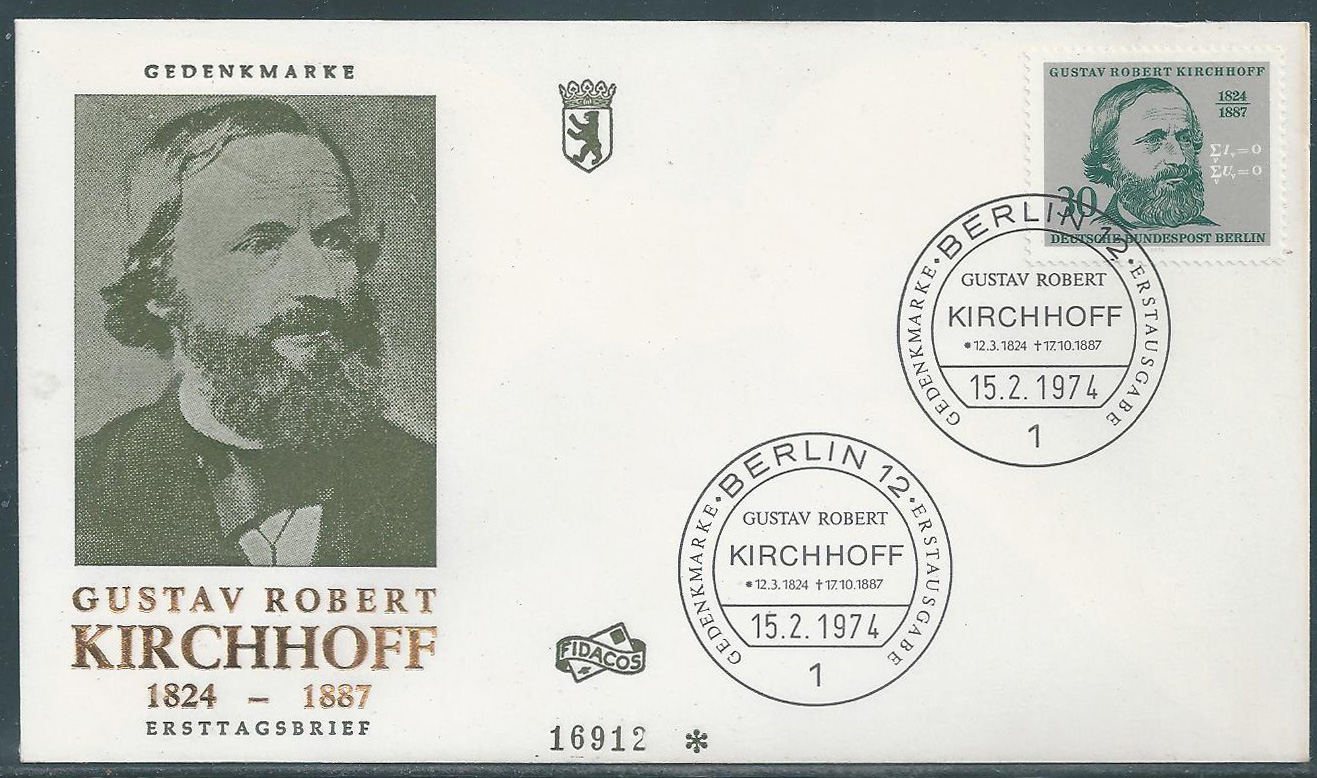 GEDENKMARKE
GUSTAV ROBERT
KIRCHHOFF
1824 – 1887
ERSTTAGSBRIEF
FIDACOS
16912 *
GUSTAV ROBERT KIRCHHOFF
1824
1887
Σν Iν = 0
Σν Uν = 0
30
DEUTSCHE BUNDESPOST BERLIN
BERLIN 12
GEDENKMARKE
ERSTAUSGABE
GUSTAV ROBERT
KIRCHHOFF
*12.3.1824 †17.10.1887
15.2.1974
1
BERLIN 12
GEDENKMARKE
ERSTAUSGABE
GUSTAV ROBERT
KIRCHHOFF
*12.3.1824 †17.10.1887
15.2.1974
1